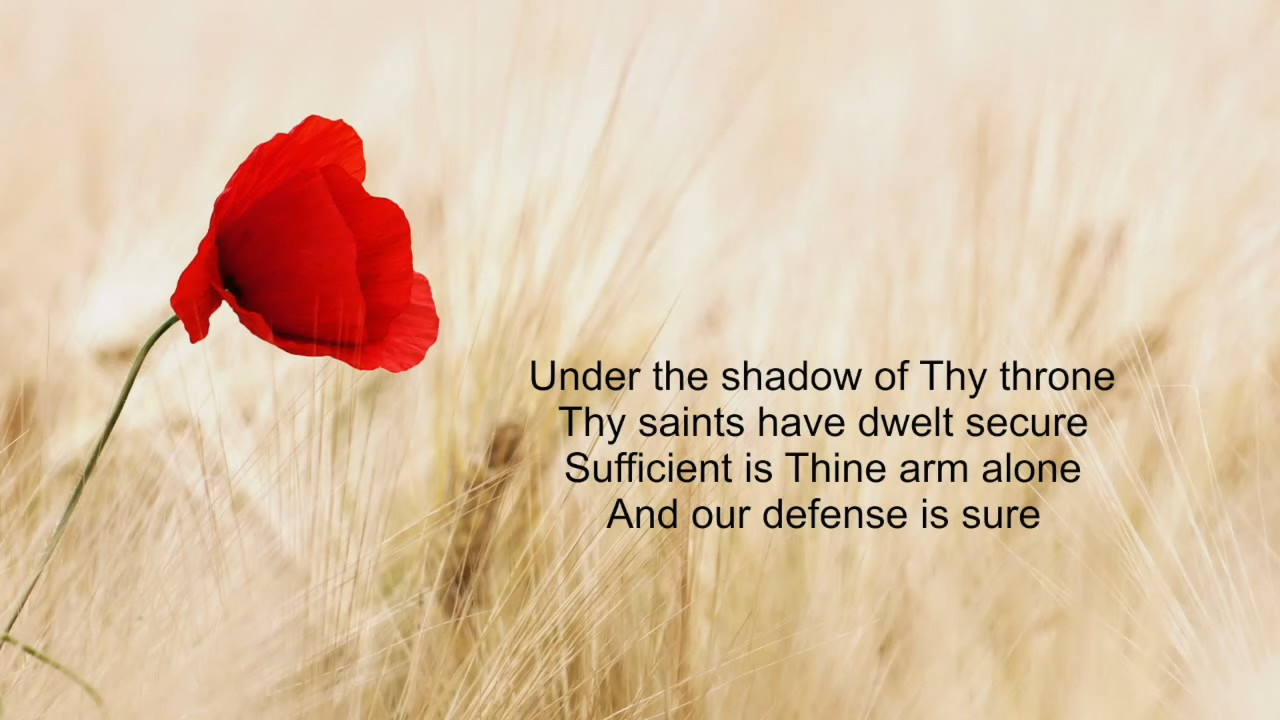 Under the shadow of Thy throne
Thy saints have dwelt secure
Sufficient is Thine arm alone
And our defense is sure